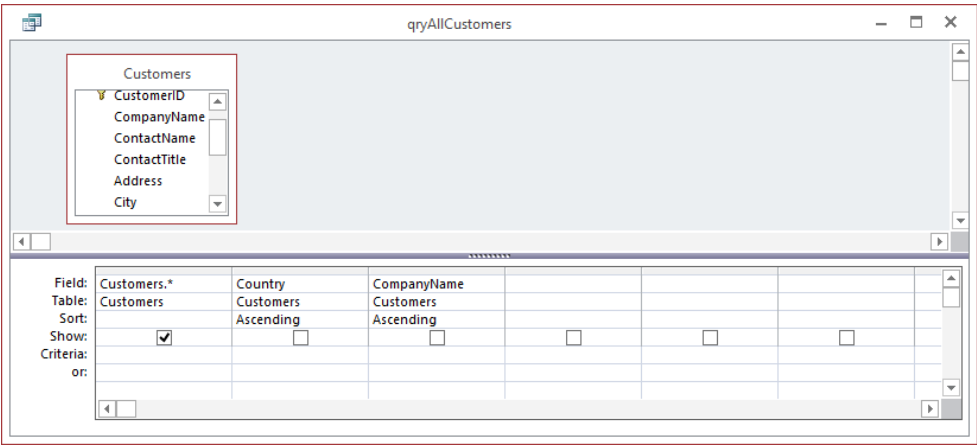 qryAllCustomers
Customers
CustomerID
CompanyName
ContactName
ContactTitle
Address
City
Field: Customers.* Country CompanyName
Table: Customers Customers Customers
Sort: Ascending Ascending
Show:
Criteria:
or: